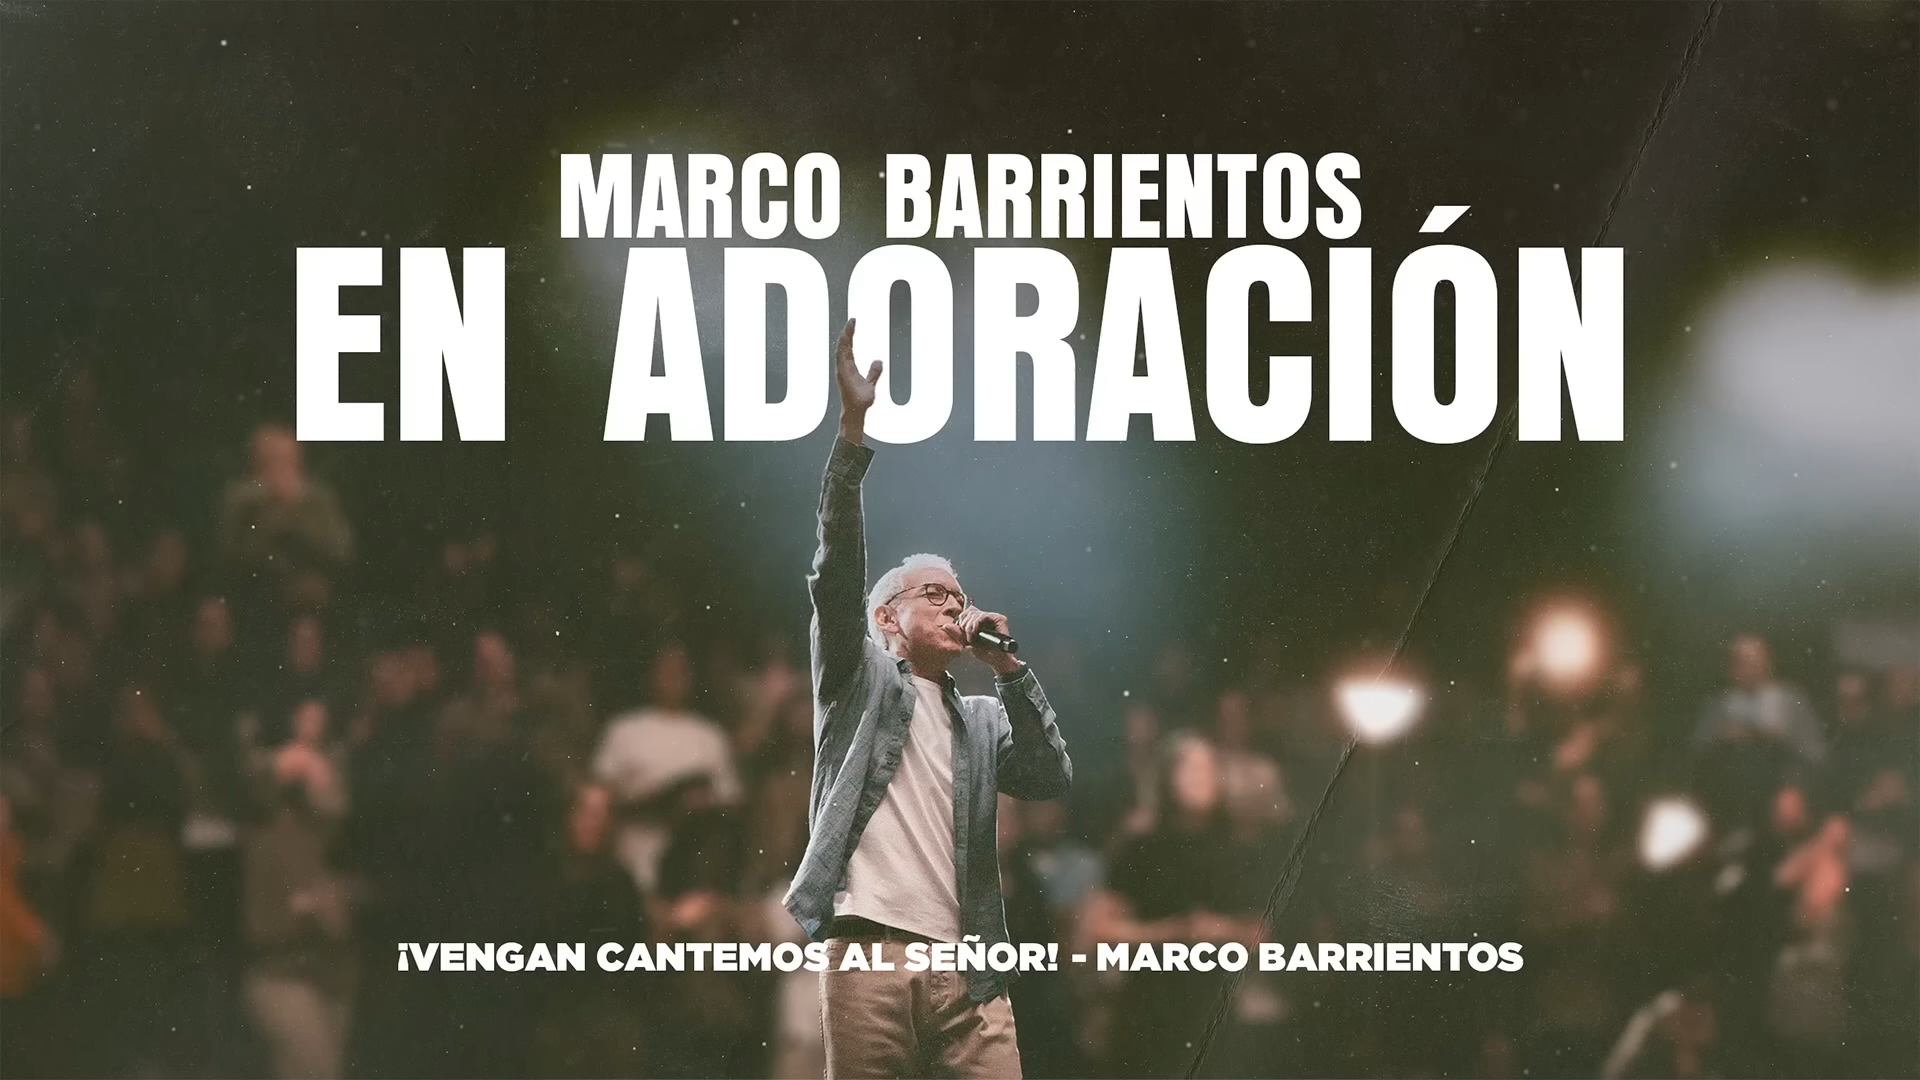 MARCO BARRIENTOS
EN ADORACIÓN
¡VENGAN CANTEMOS AL SEÑOR! - MARCO BARRIENTOS